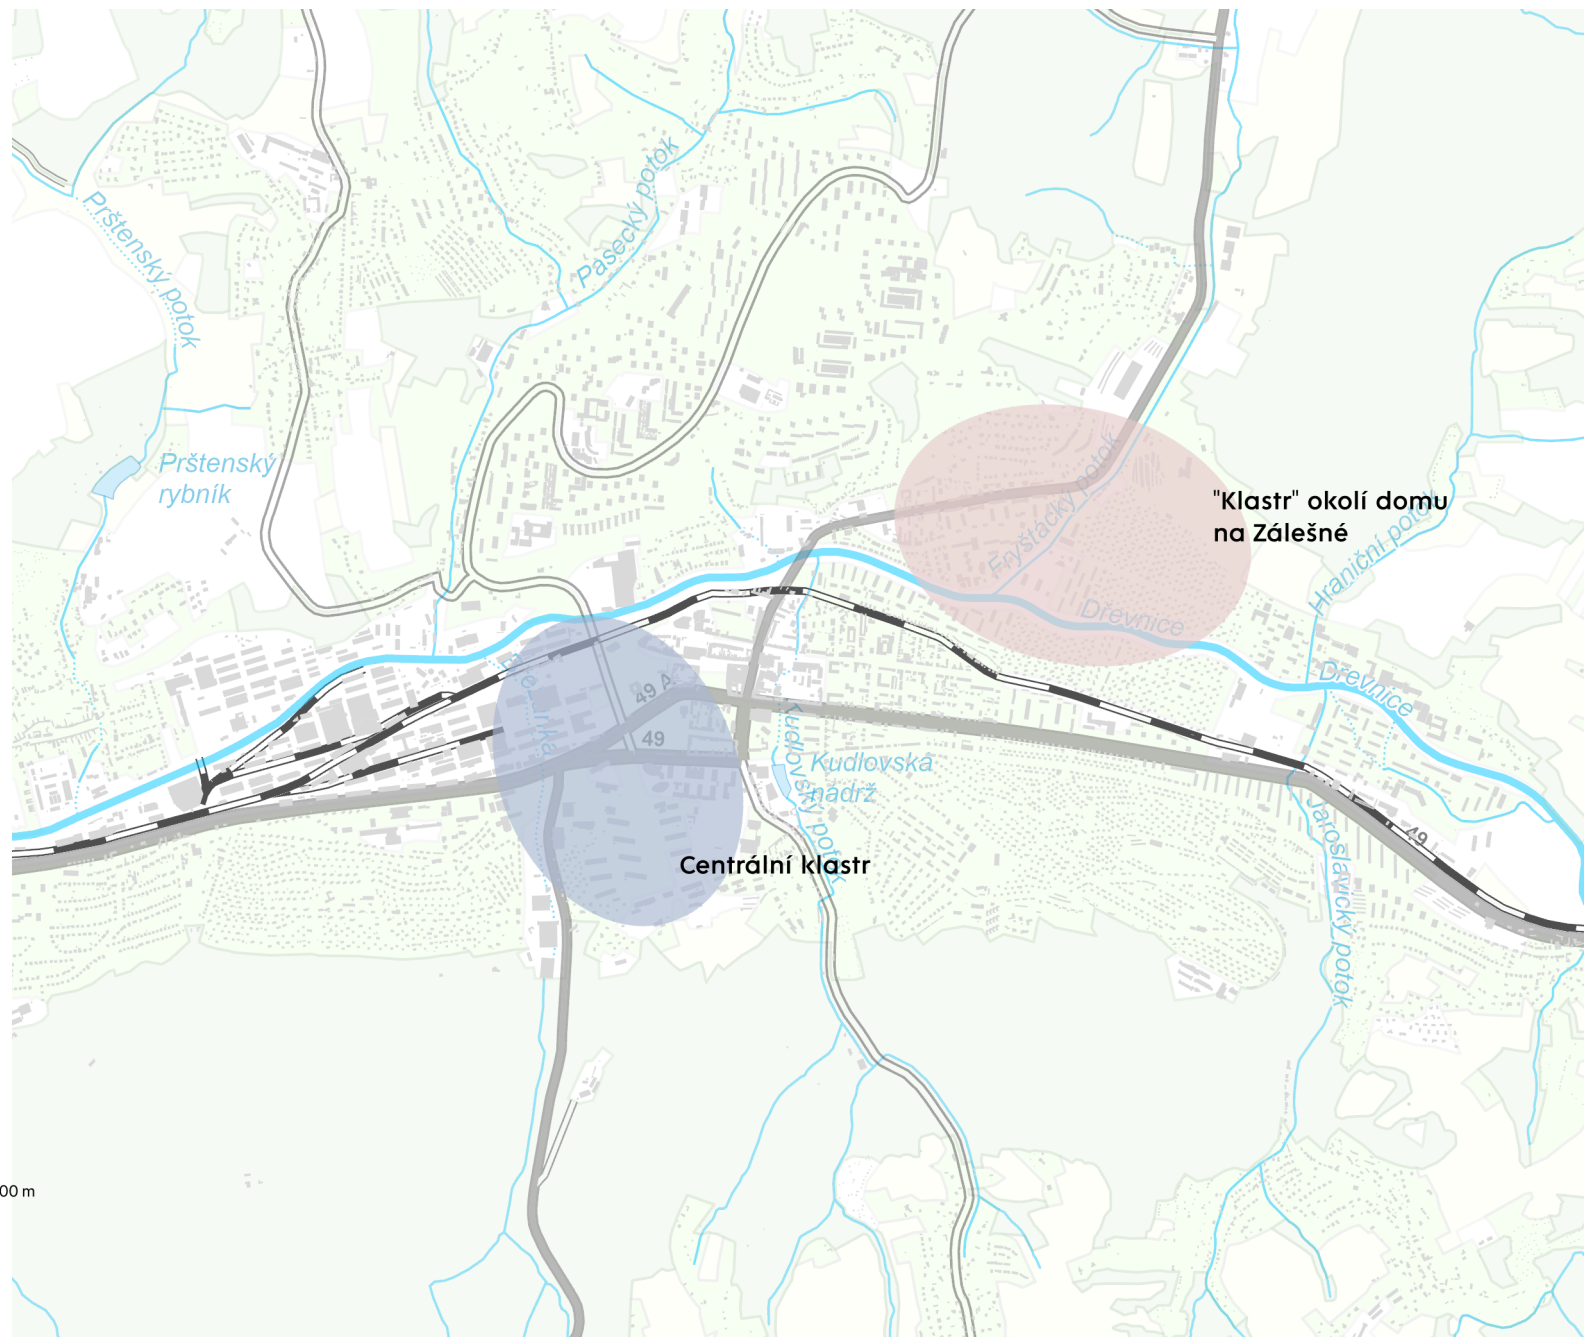 Pasecký potok
Prštenský potok
Prštenský
rybník
"Klastr" okolí domu
na Zálešné
Fryštácký potok
Hraniční potok
Dřevnice
Dřevnice
49 A
49
Kudlovská
nádrž
Kudlovský potok
49
Jaroslavický potok
Centrální klastr
00 m